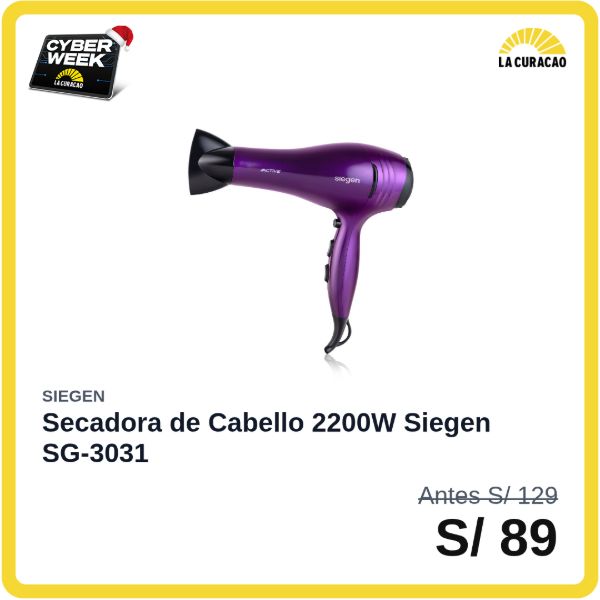 CYBER
WEEK
LA CURACAO
LA CURACAO
ACTIVE
siegen
SIEGEN
Secadora de Cabello 2200W Siegen
SG-3031
Antes S/ 129
S/ 89